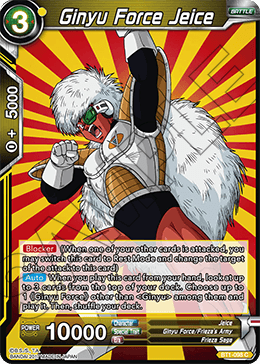 3
Ginyu Force Jeice
BATTLE
0 + 5000
Blocker (When one of your other cards is attacked, you
may switch this card to Rest Mode and change the target
of the attack to this card)
Auto When you play this card from your hand, look at up
to 3 cards from the top of your deck. Choose up to
1 {Ginyu Force} other than <Ginyu> among them and
play it. Then, shuffle your deck.
POWER 10000
Character Jeice
Special Trait Ginyu Force/Frieza's Army
Era Frieza Saga
BT1-098 C